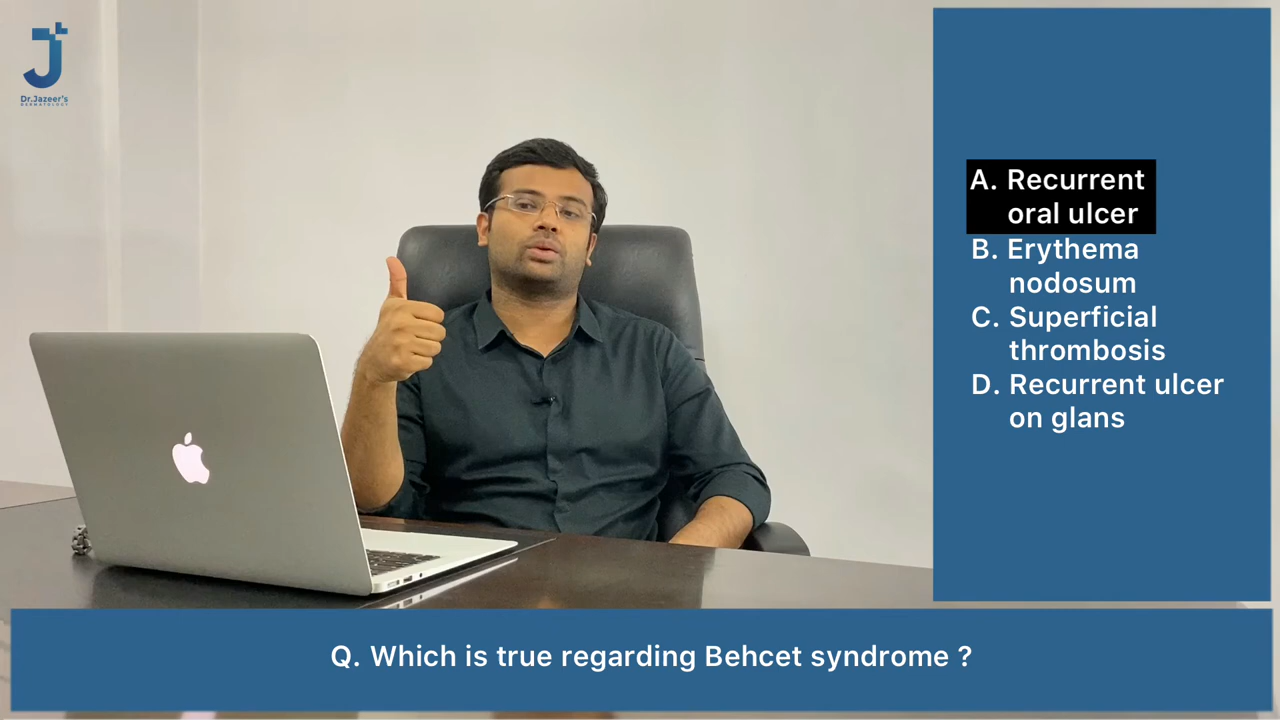 J+
Dr.Jazeer's
DERMATOLOGY
A. Recurrent
oral ulcer
B. Erythema
nodosum
C. Superficial
thrombosis
D. Recurrent ulcer
on glans
Q. Which is true regarding Behcet syndrome ?